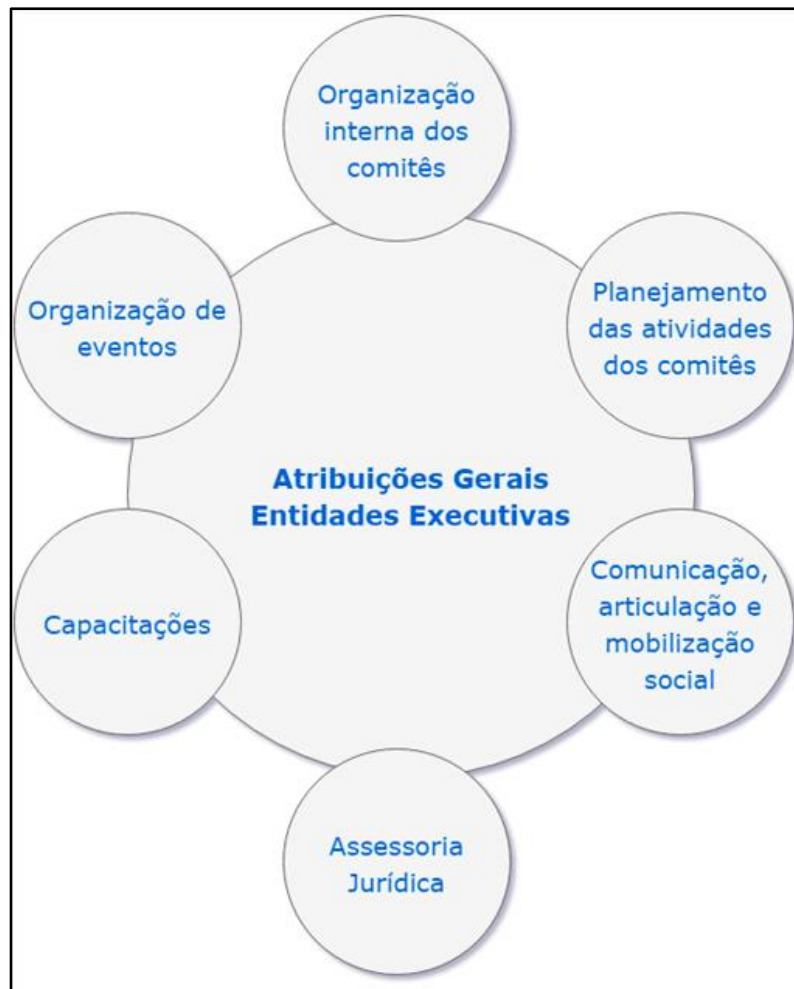 Organização
interna dos
comitês
Planejamento
das atividades
dos comitês
Organização de
eventos
Atribuições Gerais
Entidades Executivas
Comunicação,
articulação e
mobilização
social
Capacitações
Assessoria
Jurídica